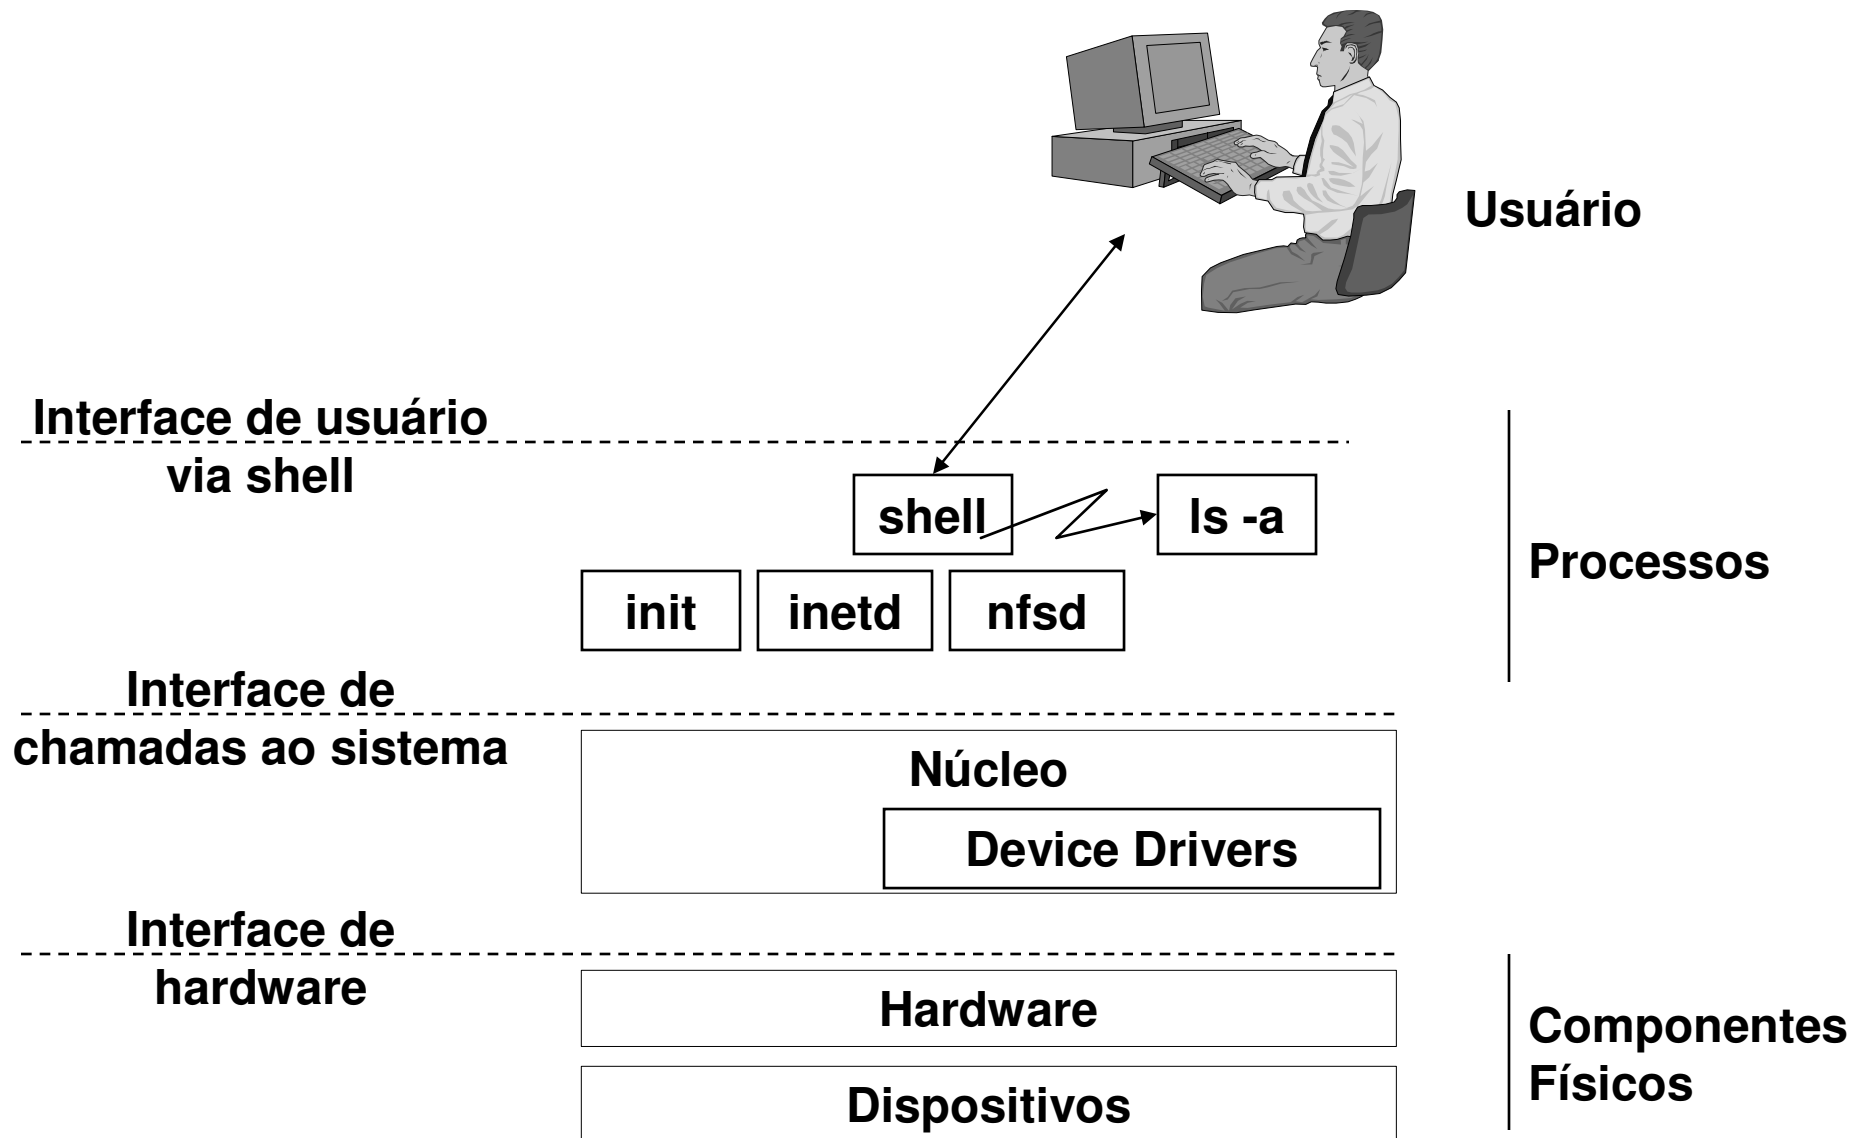 Usuário
Interface de usuário
via shell
shell
ls -a
Processos
init
inetd
nfsd
Interface de
chamadas ao sistema
Núcleo
Device Drivers
Interface de
hardware
Hardware
Componentes
Físicos
Dispositivos